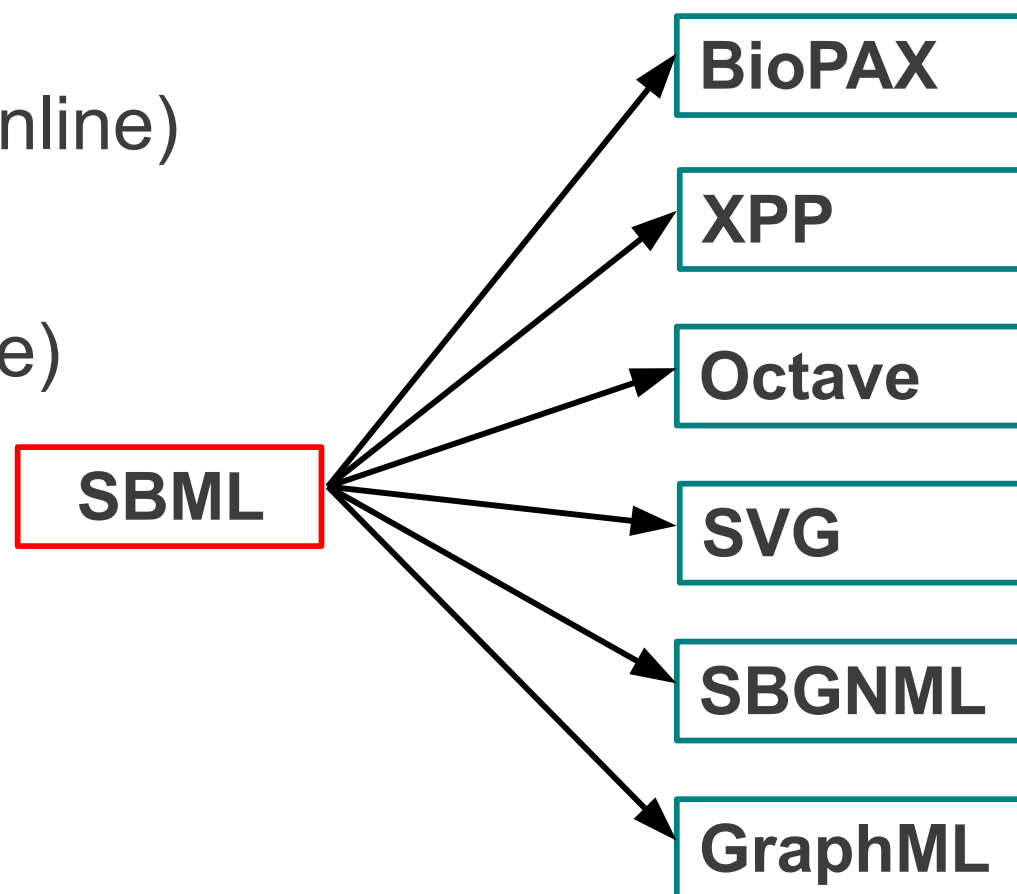 nline)
e)
SBML
BioPAX
XPP
Octave
SVG
SBGNML
GraphML